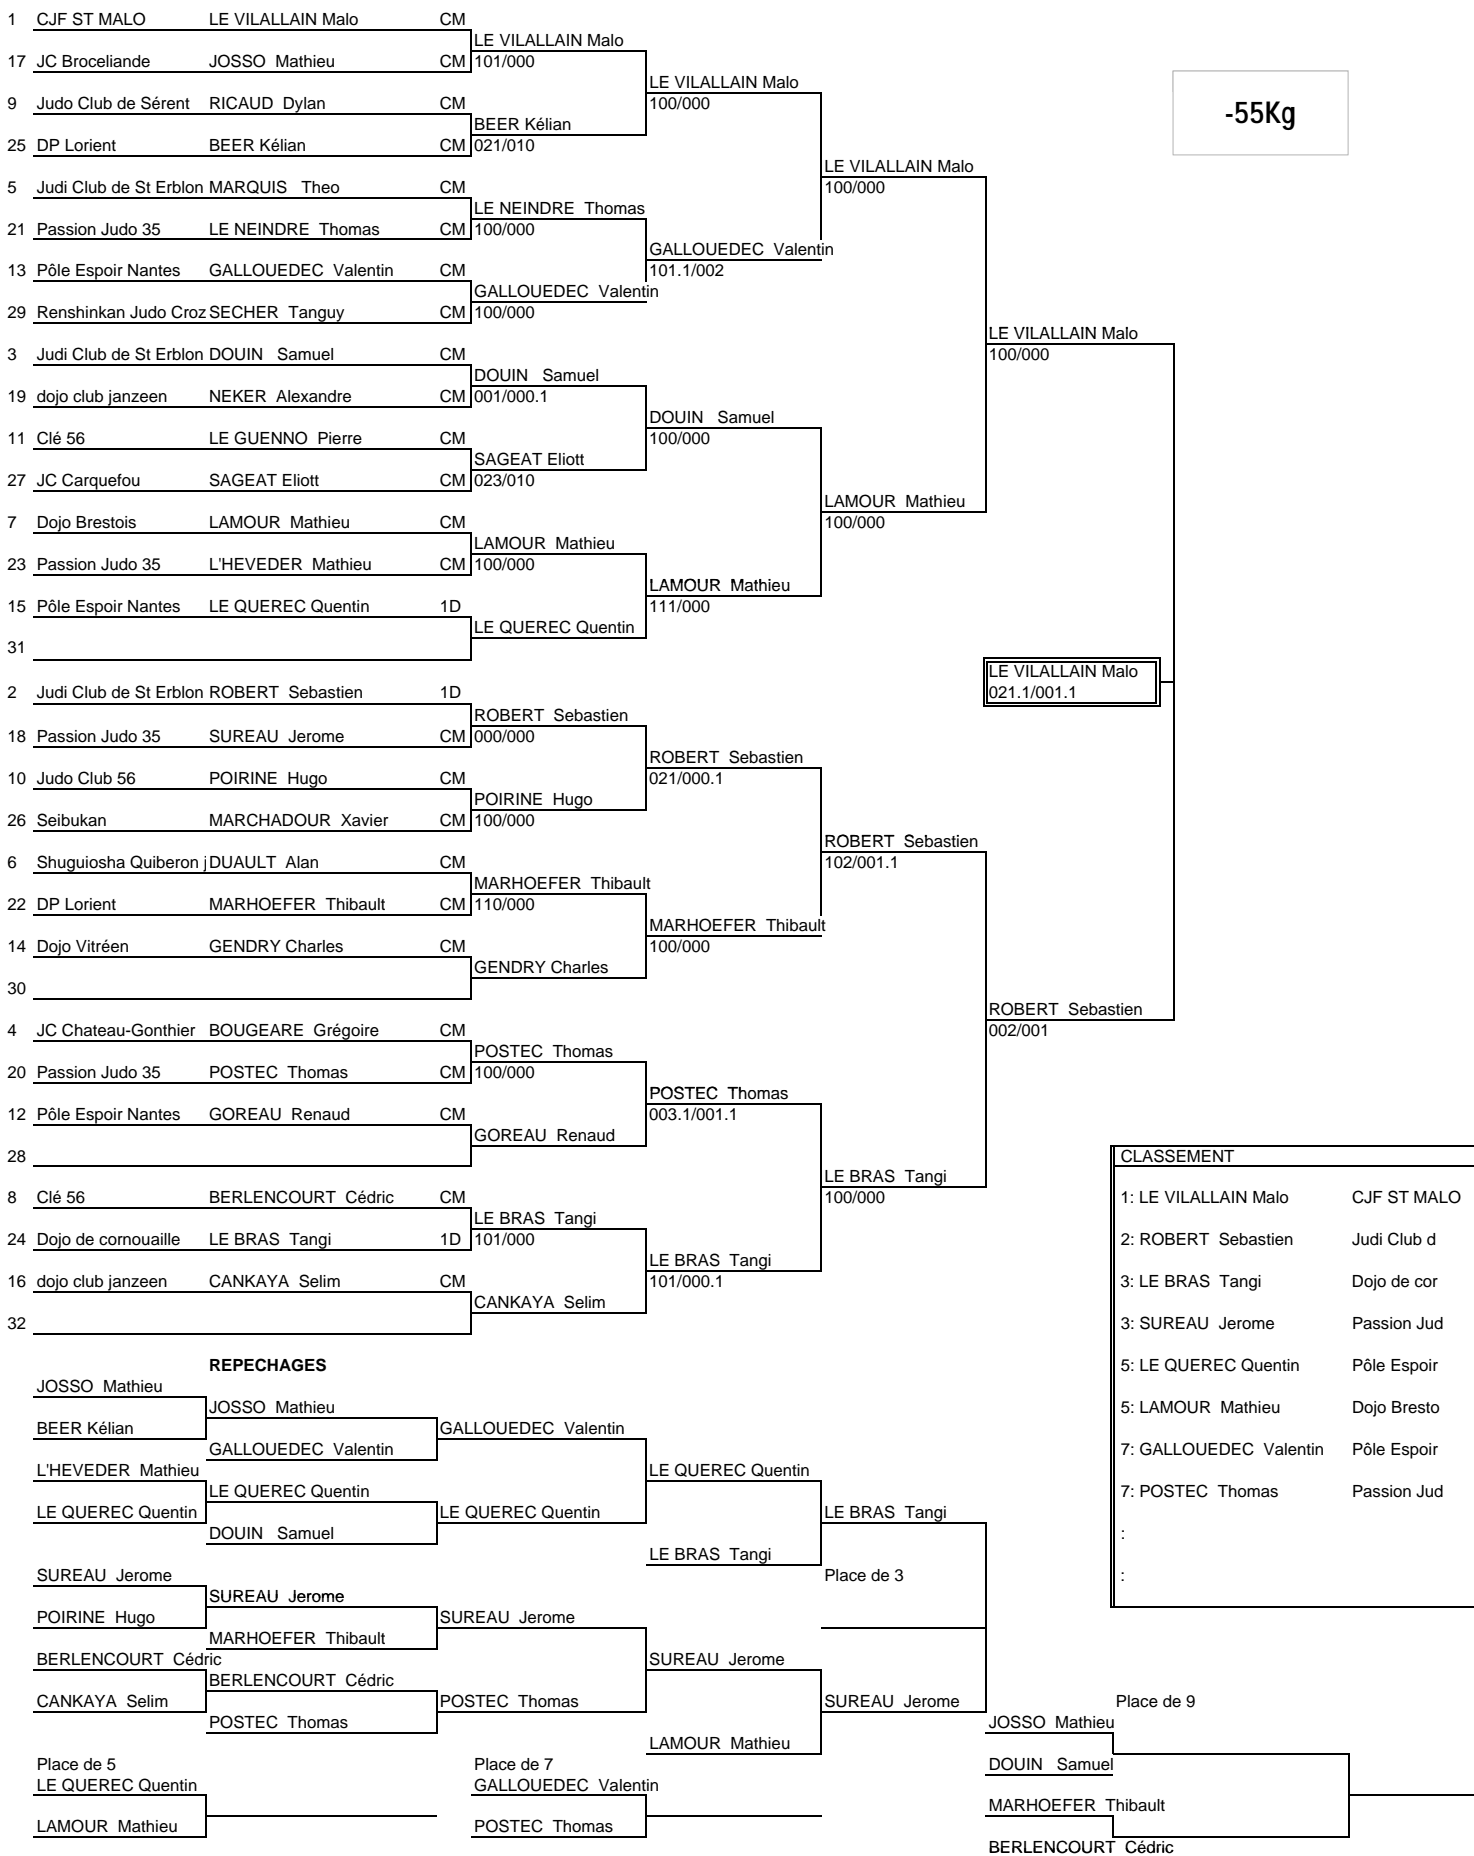 1 CJF ST MALO LE VILALLAIN Malo CM
LE VILALLAIN Malo
17 JC Broceliande JOSSO Mathieu CM 101/000
LE VILALLAIN Malo
9 Judo Club de Sérent RICAUD Dylan CM 100/000
-55Kg
BEER Kélian
25 DP Lorient BEER Kélian CM 021/010
LE VILALLAIN Malo
5 Judi Club de St Erblon MARQUIS Theo CM 100/000
LE NEINDRE Thomas
21 Passion Judo 35 LE NEINDRE Thomas CM 100/000
GALLOUEDEC Valentin
13 Pôle Espoir Nantes GALLOUEDEC Valentin CM 101.1/002
GALLOUEDEC Valentin
29 Renshinkan Judo Croz SECHER Tanguy CM 100/000
LE VILALLAIN Malo
3 Judi Club de St Erblon DOUIN Samuel CM 100/000
DOUIN Samuel
19 dojo club janzeen NEKER Alexandre CM 001/000.1
DOUIN Samuel
11 Clé 56 LE GUENNO Pierre CM 100/000
SAGEAT Eliott
27 JC Carquefou SAGEAT Eliott CM 023/010
LAMOUR Mathieu
7 Dojo Brestois LAMOUR Mathieu CM 100/000
LAMOUR Mathieu
23 Passion Judo 35 L'HEVEDER Mathieu CM 100/000
LAMOUR Mathieu
15 Pôle Espoir Nantes LE QUEREC Quentin 1D 111/000
LE QUEREC Quentin
31
LE VILALLAIN Malo
2 Judi Club de St Erblon ROBERT Sebastien 1D 021.1/001.1
ROBERT Sebastien
18 Passion Judo 35 SUREAU Jerome CM 000/000
ROBERT Sebastien
10 Judo Club 56 POIRINE Hugo CM 021/000.1
POIRINE Hugo
26 Seibukan MARCHADOUR Xavier CM 100/000
ROBERT Sebastien
6 Shuguiosha Quiberon j DUAULT Alan CM 102/001.1
MARHOEFER Thibault
22 DP Lorient MARHOEFER Thibault CM 110/000
MARHOEFER Thibault
14 Dojo Vitréen GENDRY Charles CM 100/000
GENDRY Charles
30
ROBERT Sebastien
4 JC Chateau-Gonthier BOUGEARE Grégoire CM 002/001
POSTEC Thomas
20 Passion Judo 35 POSTEC Thomas CM 100/000
POSTEC Thomas
12 Pôle Espoir Nantes GOREAU Renaud CM 003.1/001.1
GOREAU Renaud
28 CLASSEMENT
LE BRAS Tangi
8 Clé 56 BERLENCOURT Cédric CM 100/000 1: LE VILALLAIN Malo CJF ST MALO
LE BRAS Tangi
24 Dojo de cornouaille LE BRAS Tangi 1D 101/000 2: ROBERT Sebastien Judi Club d
LE BRAS Tangi
16 dojo club janzeen CANKAYA Selim CM 101/000.1 3: LE BRAS Tangi Dojo de cor
CANKAYA Selim
32 3: SUREAU Jerome Passion Jud
REPECHAGES 5: LE QUEREC Quentin Pôle Espoir
JOSSO Mathieu
JOSSO Mathieu 5: LAMOUR Mathieu Dojo Bresto
BEER Kélian GALLOUEDEC Valentin
GALLOUEDEC Valentin 7: GALLOUEDEC Valentin Pôle Espoir
L'HEVEDER Mathieu LE QUEREC Quentin
LE QUEREC Quentin 7: POSTEC Thomas Passion Jud
LE QUEREC Quentin LE QUEREC Quentin LE BRAS Tangi
DOUIN Samuel :
LE BRAS Tangi
SUREAU Jerome Place de 3 :
SUREAU Jerome
POIRINE Hugo SUREAU Jerome
MARHOEFER Thibault
BERLENCOURT Cédric SUREAU Jerome
BERLENCOURT Cédric
CANKAYA Selim POSTEC Thomas SUREAU Jerome Place de 9
POSTEC Thomas JOSSO Mathieu
LAMOUR Mathieu
Place de 5 Place de 7 DOUIN Samuel
LE QUEREC Quentin GALLOUEDEC Valentin
MARHOEFER Thibault
LAMOUR Mathieu POSTEC Thomas
BERLENCOURT Cédric